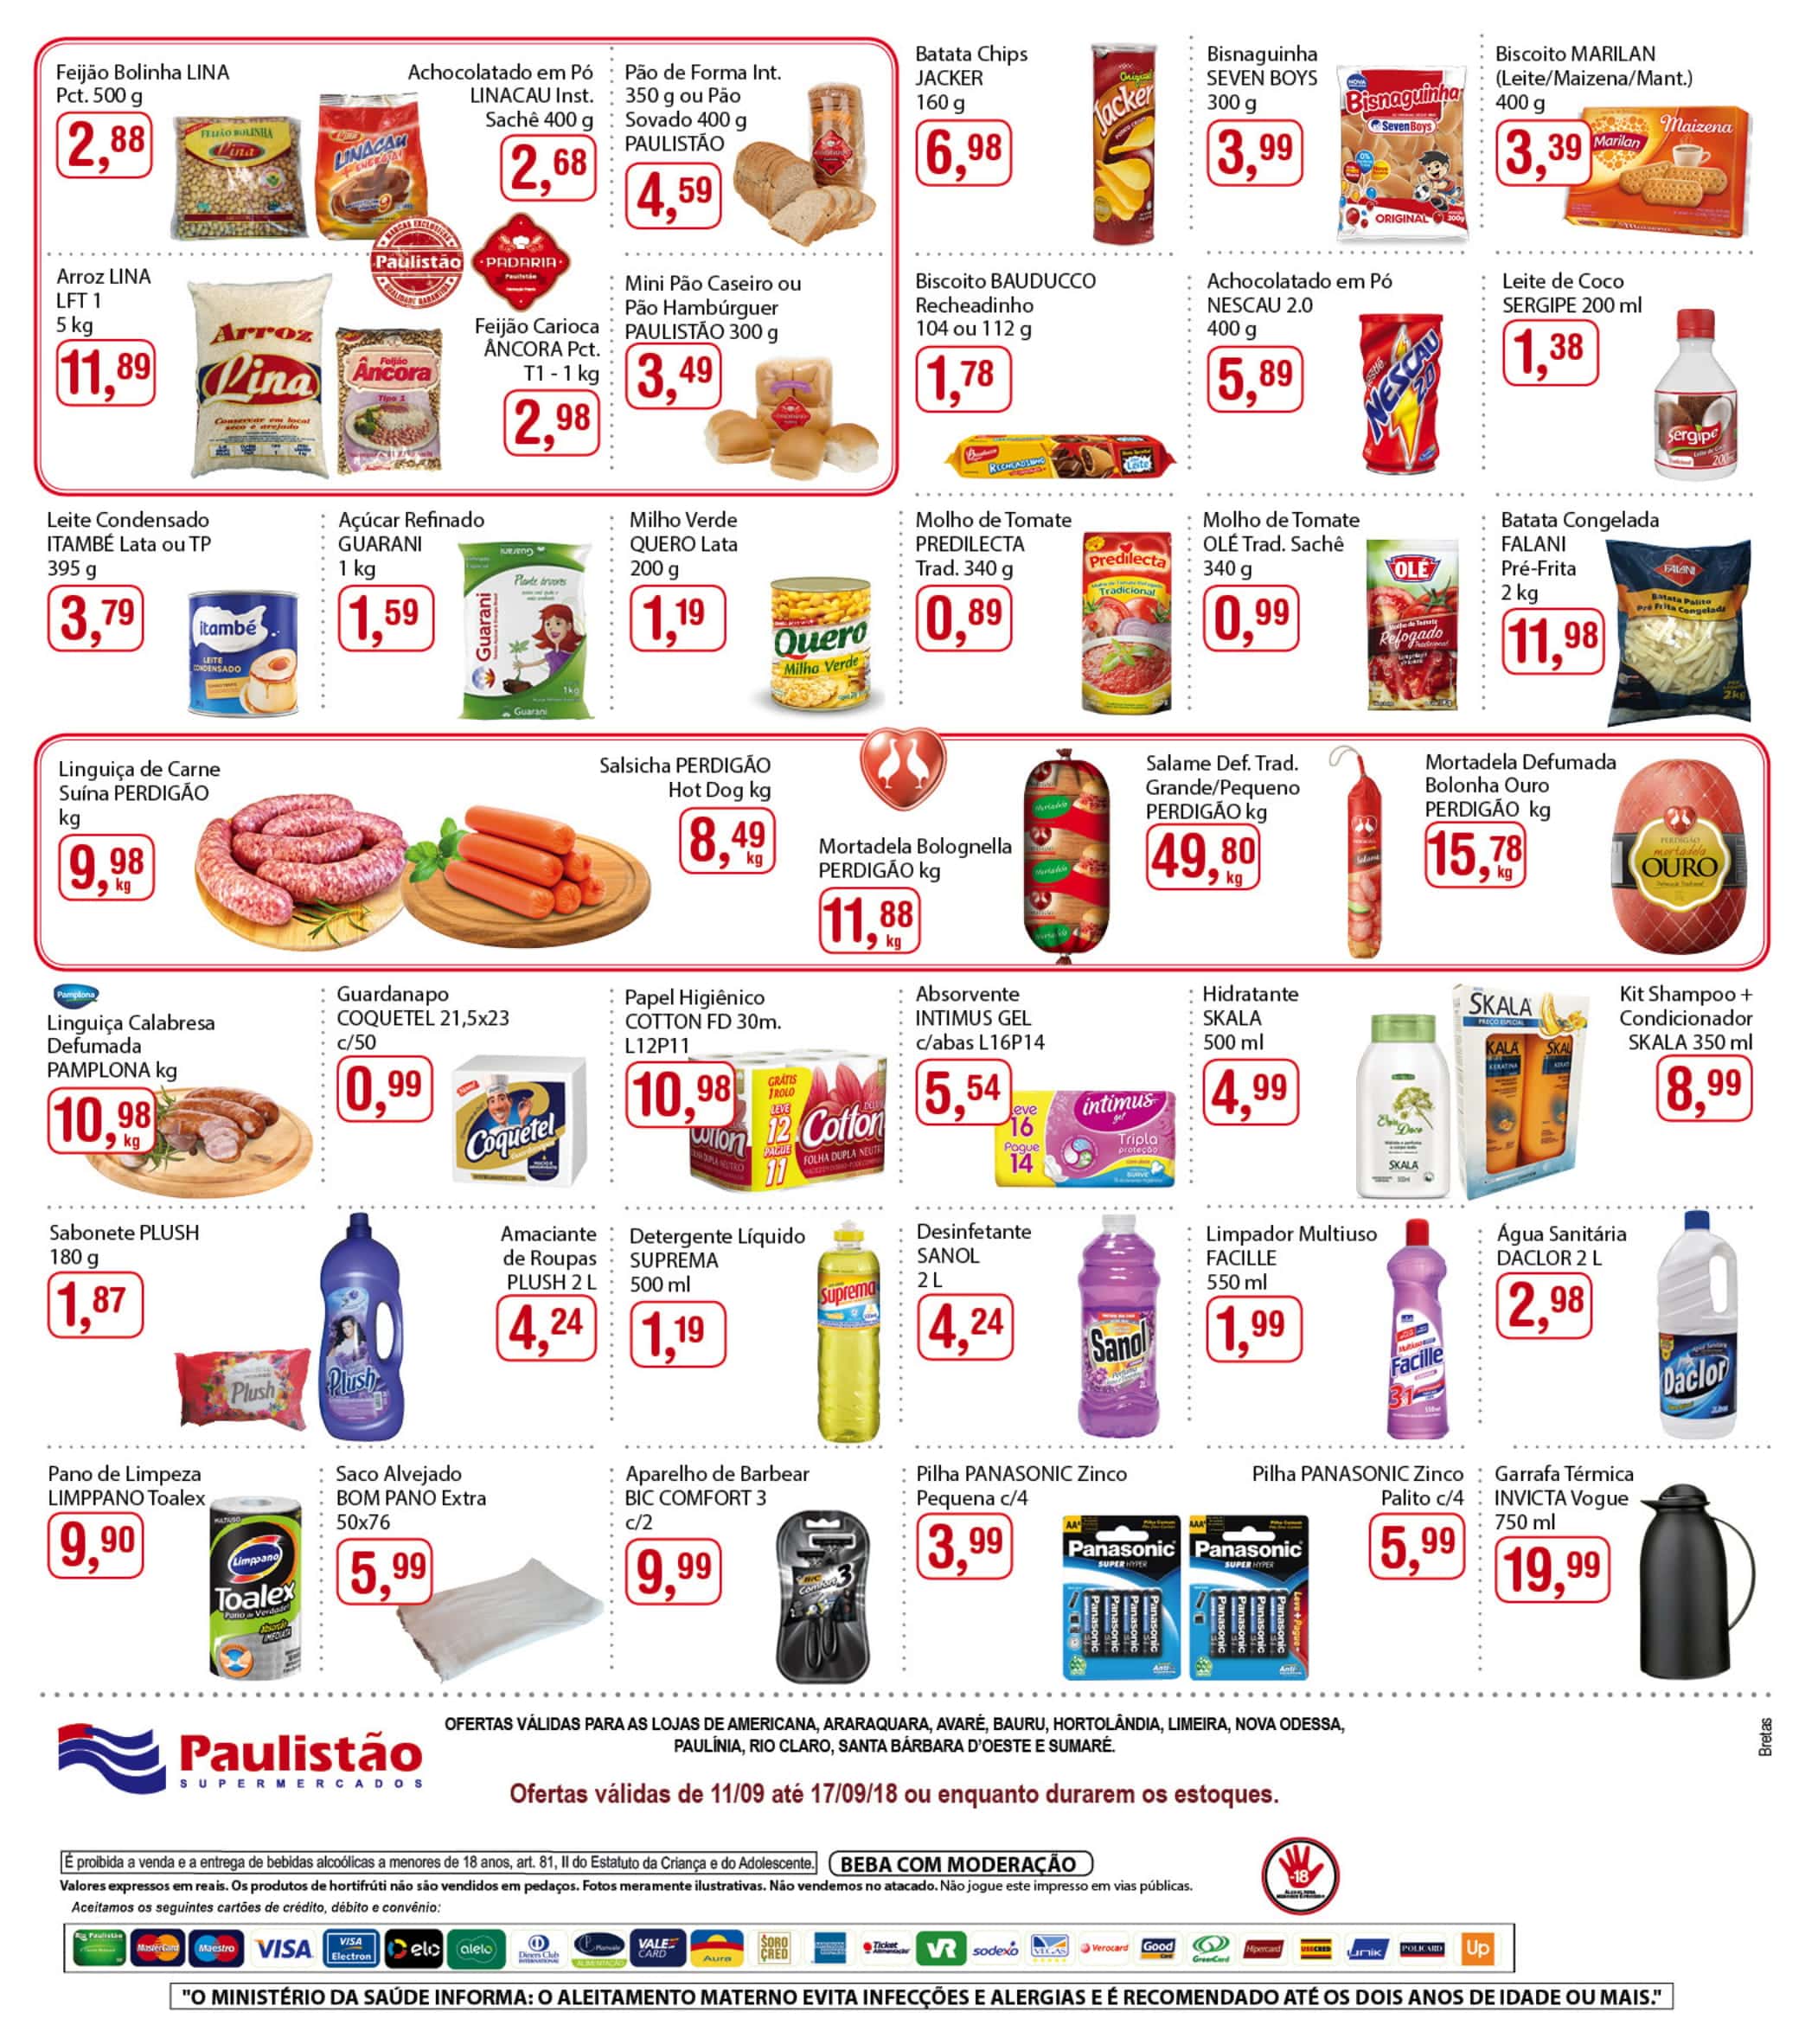 Feijão Bolinha LINA
Pct. 500 g
2,88
Achocolatado em Pó
LINACAU Inst.
Sachê 400 g
2,68
Pão de Forma Int.
350 g ou Pão
Sovado 400 g
PAULISTÃO
4,59
Batata Chips
JACKER
160 g
6,98
Bisnaguinha
SEVEN BOYS
300 g
3,99
Biscoito MARILAN
(Leite/Maizena/Mant.)
400 g
3,39
Paulistão
PADARIA
Arroz LINA
LFT 1
5 kg
11,89
Feijão Carioca
ÂNCORA Pct.
T1 - 1 kg
2,98
Mini Pão Caseiro ou
Pão Hambúrguer
PAULISTÃO 300 g
3,49
Biscoito BAUDUCCO
Recheadinho
104 ou 112 g
1,78
Achocolatado em Pó
NESCAU 2.0
400 g
5,89
Leite de Coco
SERGIPE 200 ml
1,38
Leite Condensado
ITAMBÉ Lata ou TP
395 g
3,79
Açúcar Refinado
GUARANI
1 kg
1,59
Milho Verde
QUERO Lata
200 g
1,19
Molho de Tomate
PREDILECTA
Trad. 340 g
0,89
Molho de Tomate
OLÉ Trad. Sachê
340 g
0,99
Batata Congelada
FALANI
Pré-Frita
2 kg
11,98
Linguiça de Carne
Suína PERDIGÃO
kg
9,98 kg
Salsicha PERDIGÃO
Hot Dog kg
8,49 kg
Mortadela Bolognella
PERDIGÃO kg
11,88 kg
Salame Def. Trad.
Grande/Pequeno
PERDIGÃO kg
49,80 kg
Mortadela Defumada
Bolonha Ouro
PERDIGÃO kg
15,78 kg
Pamplona
Linguiça Calabresa
Defumada
PAMPLONA kg
10,98 kg
Guardanapo
COQUETEL 21,5x23
c/50
0,99
Papel Higiênico
COTTON FD 30m.
L12P11
10,98
Absorvente
INTIMUS GEL
c/abas L16P14
5,54
Hidratante
SKALA
500 ml
4,99
Kit Shampoo +
Condicionador
SKALA 350 ml
8,99
Sabonete PLUSH
180 g
1,87
Amaciante
de Roupas
PLUSH 2 L
4,24
Detergente Líquido
SUPREMA
500 ml
1,19
Desinfetante
SANOL
2 L
4,24
Limpador Multiuso
FACILLE
550 ml
1,99
Água Sanitária
DACLOR 2 L
2,98
Pano de Limpeza
LIMPPANO Toalex
9,90
Saco Alvejado
BOM PANO Extra
50x76
5,99
Aparelho de Barbear
BIC COMFORT 3
c/2
9,99
Pilha PANASONIC Zinco
Pequena c/4
3,99
Pilha PANASONIC Zinco
Palito c/4
5,99
Garrafa Térmica
INVICTA Vogue
750 ml
19,99
Paulistão
SUPERMERCADOS
OFERTAS VÁLIDAS PARA AS LOJAS DE AMERICANA, ARARAQUARA, AVARÉ, BAURU, HORTOLÂNDIA, LIMEIRA, NOVA ODESSA,
PAULÍNIA, RIO CLARO, SANTA BÁRBARA D'OESTE E SUMARÉ.
Bretas
Ofertas válidas de 11/09 até 17/09/18 ou enquanto durarem os estoques.
É proibida a venda e a entrega de bebidas alcoólicas a menores de 18 anos, art. 81, II do Estatuto da Criança e do Adolescente.
BEBA COM MODERAÇÃO
-18
Valores expressos em reais. Os produtos de hortifrúti não são vendidos em pedaços. Fotos meramente ilustrativas. Não vendemos no atacado. Não jogue este impresso em vias públicas.
Aceitamos os seguintes cartões de crédito, débito e convênio:
Paulistão MasterCard Maestro VISA VISA Electron elo alelo Diners Club INTERNATIONAL Planvale ALIMENTAÇÃO VALE CARD Aura SORO CRED Ticket Alimentação VR sodexo VEGAS Verocard Good Card GreenCard Hipercard UNIK POLICARD Up
"O MINISTÉRIO DA SAÚDE INFORMA: O ALEITAMENTO MATERNO EVITA INFECÇÕES E ALERGIAS E É RECOMENDADO ATÉ OS DOIS ANOS DE IDADE OU MAIS."